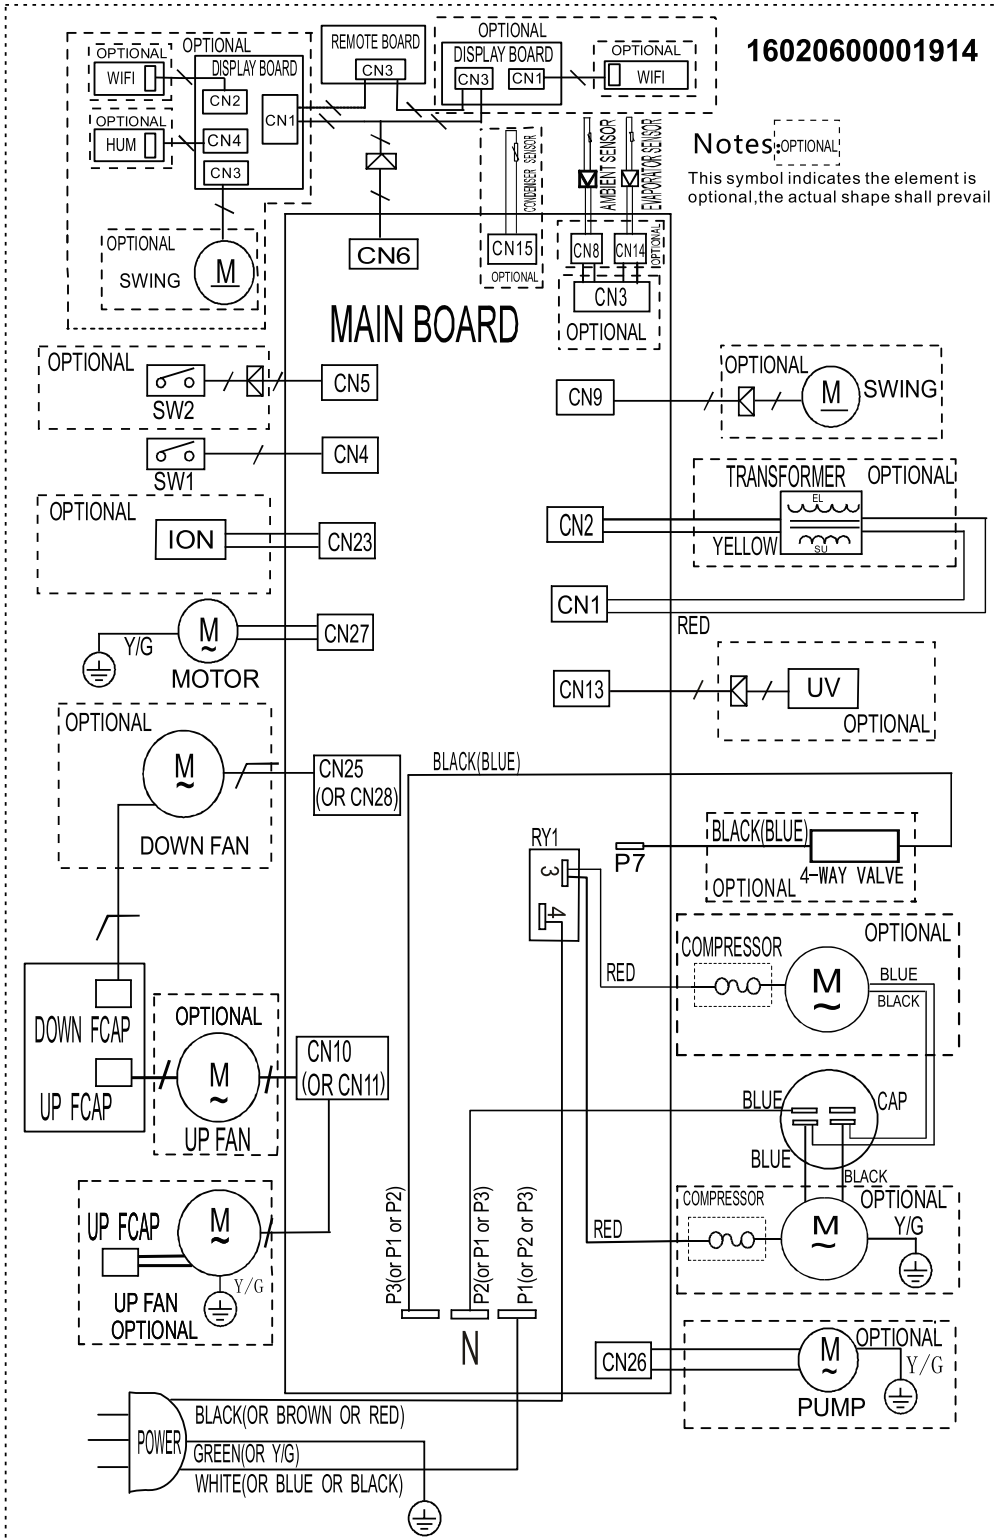 16020600001914
Notes:
OPTIONAL
This symbol indicates the element is
optional,the actual shape shall prevail
OPTIONAL
OPTIONAL
WIFI
DISPLAY BOARD
CN2
CN1
OPTIONAL
HUM
CN4
CN3
OPTIONAL
SWING
M
REMOTE BOARD
CN3
OPTIONAL
DISPLAY BOARD
CN3
CN1
OPTIONAL
WIFI
CN6
CONDENSER SENSOR
CN15
OPTIONAL
AMBIENT SENSOR
EVAPORATOR SENSOR
CN8
CN14
OPTIONAL
CN3
OPTIONAL
MAIN BOARD
OPTIONAL
SW2
CN5
SW1
CN4
OPTIONAL
ION
CN23
M
~
Y/G
MOTOR
CN27
OPTIONAL
M
~
DOWN FAN
CN25
(OR CN28)
DOWN FCAP
UP FCAP
OPTIONAL
M
~
UP FAN
CN10
(OR CN11)
UP FCAP
M
~
Y/G
UP FAN
OPTIONAL
CN9
OPTIONAL
M
SWING
CN2
TRANSFORMER
OPTIONAL
EL
SU
YELLOW
CN1
RED
CN13
UV
OPTIONAL
BLACK(BLUE)
RY1
3
4
P7
BLACK(BLUE)
4-WAY VALVE
OPTIONAL
RED
COMPRESSOR
OPTIONAL
M
~
BLUE
BLACK
BLUE
CAP
BLUE
BLACK
RED
COMPRESSOR
OPTIONAL
M
~
Y/G
P3(or P1 or P2)
P2(or P1 or P3)
P1(or P2 or P3)
N
CN26
OPTIONAL
M
~
Y/G
PUMP
POWER
BLACK(OR BROWN OR RED)
GREEN(OR Y/G)
WHITE(OR BLUE OR BLACK)